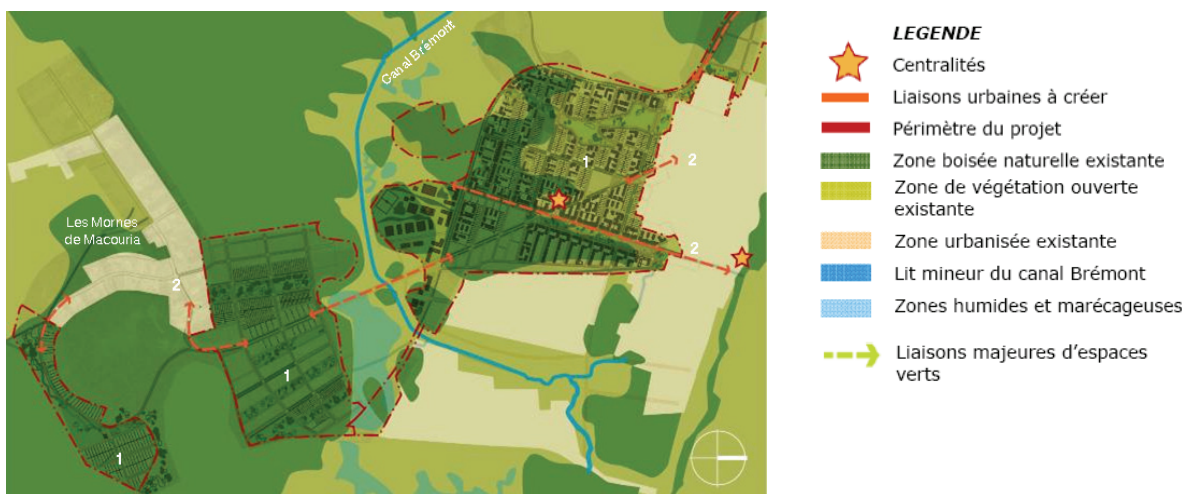 Canal Brémont
Les Mornes
de Macouria
1
2
2
2
1
1
LEGENDE
Centralités
Liaisons urbaines à créer
Périmètre du projet
Zone boisée naturelle existante
Zone de végétation ouverte
existante
Zone urbanisée existante
Lit mineur du canal Brémont
Zones humides et marécageuses
Liaisons majeures d'espaces
verts